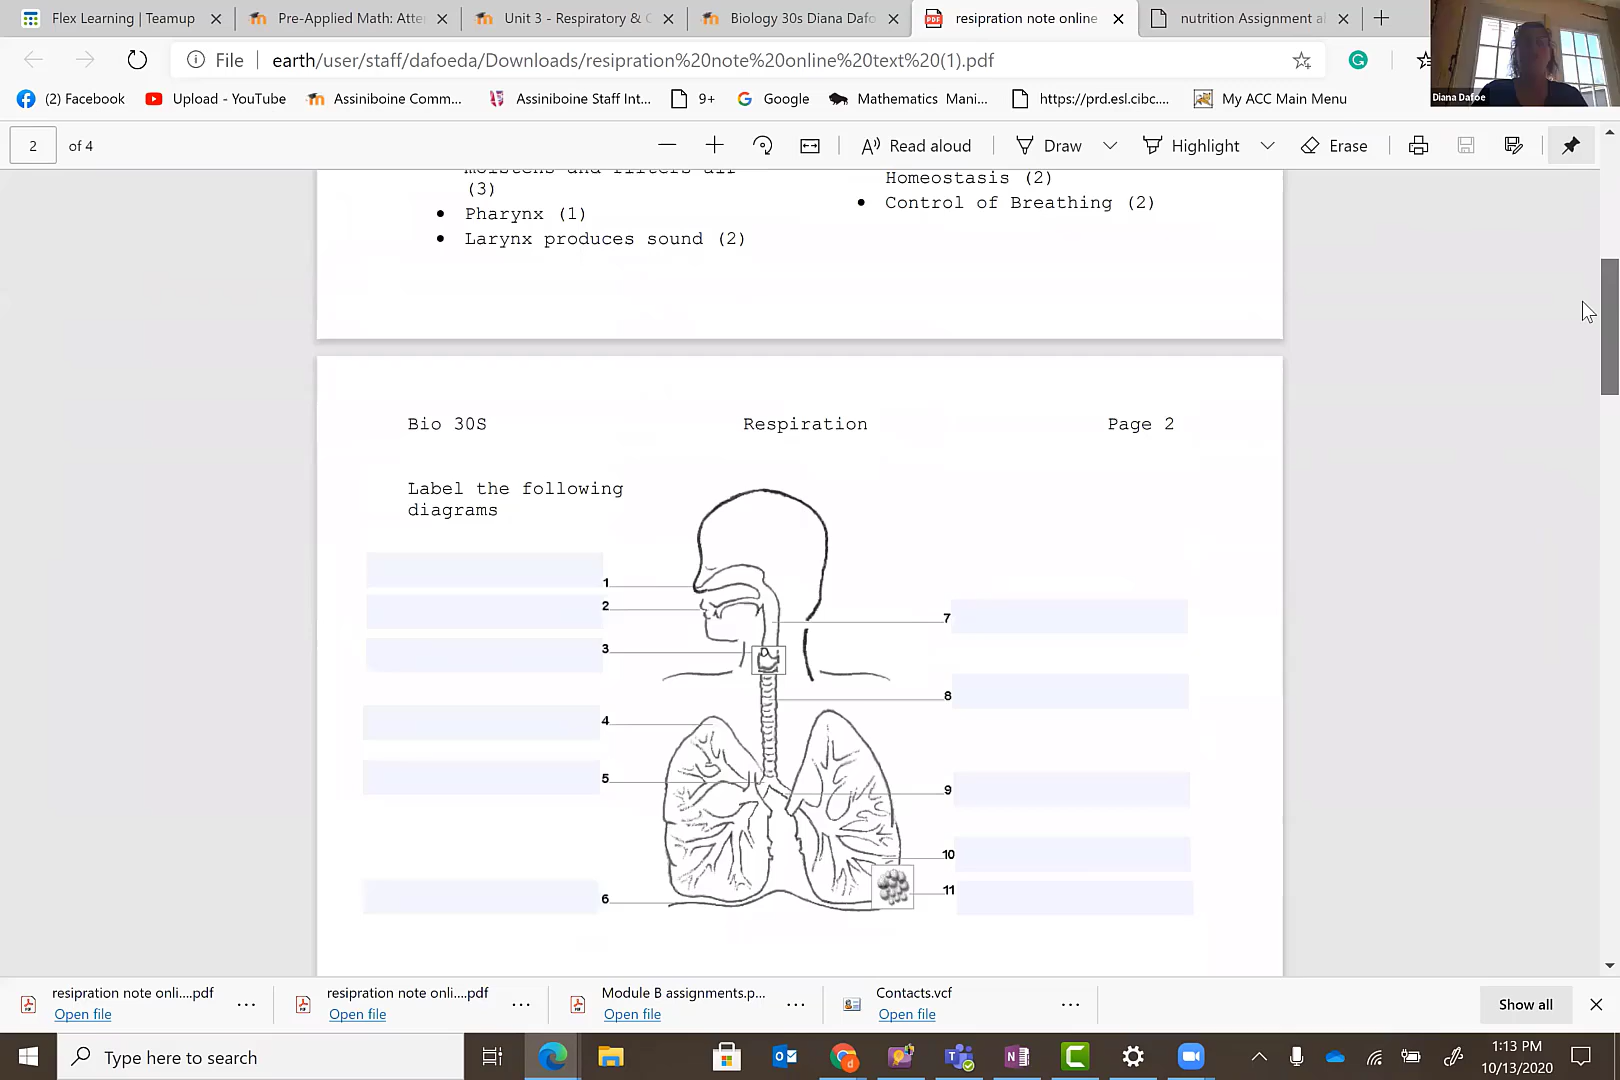 Flex Learning | Teamup
Pre-Applied Math: Atte
Unit 3 - Respiratory & C
Biology 30s Diana Dafo
resipration note online
nutrition Assignment al
File
earth/user/staff/dafoeda/Downloads/resipration%20note%20online%20text%20(1).pdf
(2) Facebook
Upload - YouTube
Assiniboine Comm...
Assiniboine Staff Int...
9+
Google
Mathematics Mani...
https://prd.esl.cibc....
My ACC Main Menu
Diana Dafoe
2 of 4
Read aloud
Draw
Highlight
Erase
moistens and filters air
(3)
Pharynx (1)
Larynx produces sound (2)
Homeostasis (2)
Control of Breathing (2)
Bio 30S Respiration Page 2
Label the following
diagrams
1
2
3
4
5
6
7
8
9
10
11
resipration note onli....pdf
Open file
resipration note onli....pdf
Open file
Module B assignments.p...
Open file
Contacts.vcf
Open file
Show all
Type here to search
1:13 PM
10/13/2020